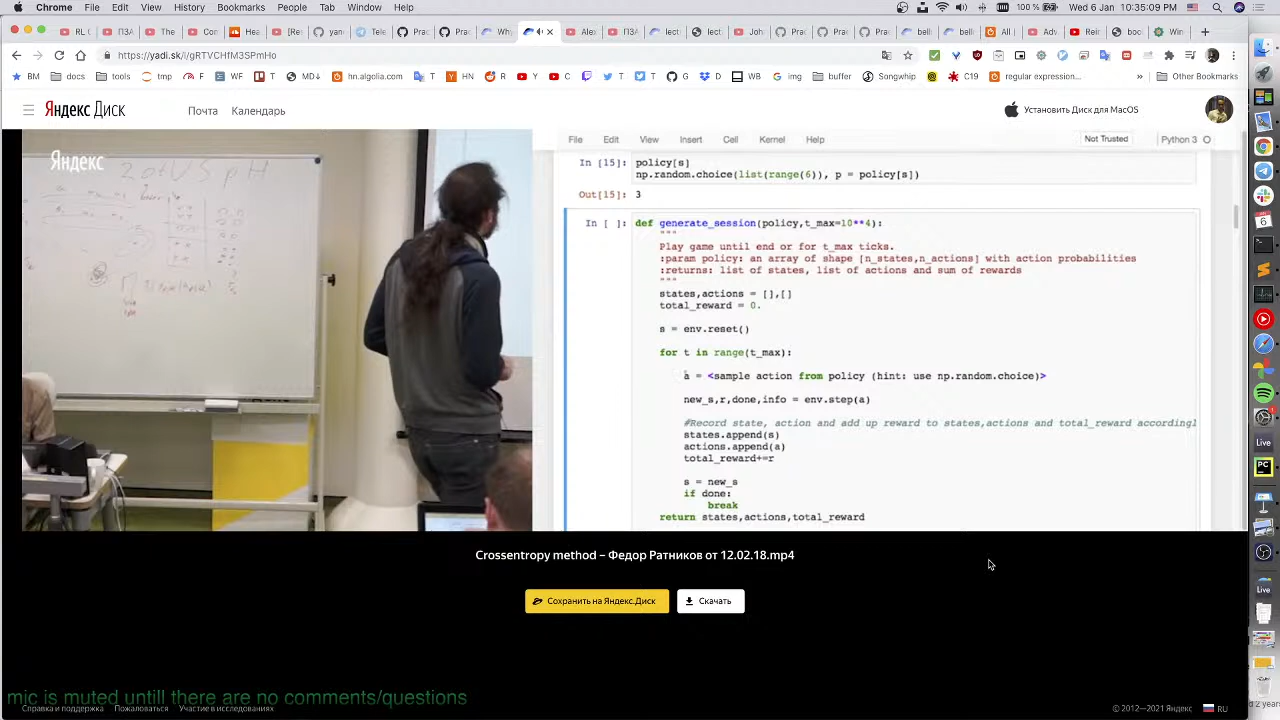 Chrome File Edit View History Bookmarks People Tab Window Help
100 % Wed 6 Jan 10:35:09 PM
https://yadi.sk/i/gRTVCHfM3SPmHo
BM docs tools tmp F WF T MD↓ hn.algolia.com T HN R Y C T T G D WB img buffer Songwhip C19 regular expression... » Other Bookmarks
Яндекс Диск Почта Календарь Установить Диск для MacOS
Яндекс
File Edit View Insert Cell Kernel Help Not Trusted Python 3
In [15]: policy[s]
np.random.choice(list(range(6)), p = policy[s])
Out[15]: 3
In [ ]: def generate_session(policy,t_max=10**4):
"""
Play game until end or for t_max ticks.
:param policy: an array of shape [n_states,n_actions] with action probabilities
:returns: list of states, list of actions and sum of rewards
"""
states,actions = [],[]
total_reward = 0.
s = env.reset()
for t in range(t_max):
a = <sample action from policy (hint: use np.random.choice)>
new_s,r,done,info = env.step(a)
#Record state, action and add up reward to states,actions and total_reward accordingl
states.append(s)
actions.append(a)
total_reward+=r
s = new_s
if done:
break
return states,actions,total_reward
Crossentropy method – Федор Ратников от 12.02.18.mp4
Сохранить на Яндекс.Диск Скачать
mic is muted untill there are no comments/questions
Справка и поддержка Пожаловаться Участие в исследованиях © 2012—2021 Яндекс RU